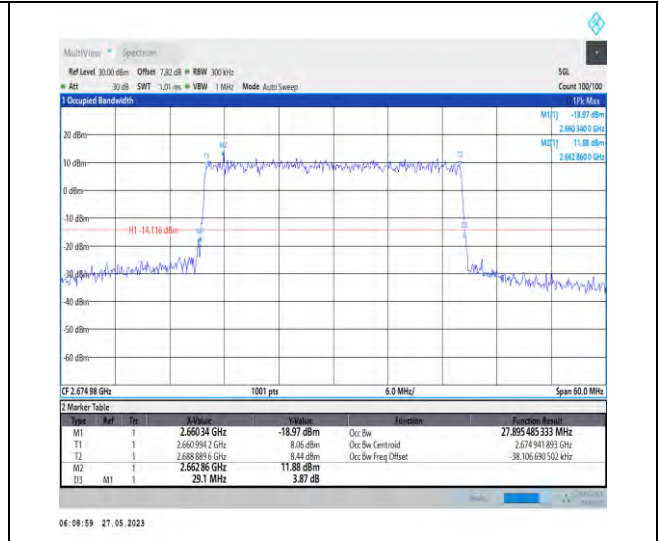 MultiView Spectrum
Ref Level 30.00 dBm Offset 7.82 dB RBW 300 kHz SGL
Att 30 dB SWT 1.01 ms VBW 1 MHz Mode Auto Sweep Count 100/100
1 Occupied Bandwidth 1Pk Max
M1[1] -18.97 dBm
2.660 340 0 GHz
M2[1] 11.88 dBm
2.662 860 0 GHz
20 dBm
M2
T1 T2
10 dBm
0 dBm
-10 dBm
H1 -14.116 dBm M1 D3
-20 dBm
-30 dBm
-40 dBm
-50 dBm
-60 dBm
CF 2.674 98 GHz 1001 pts 6.0 MHz/ Span 60.0 MHz
2 Marker Table
Type Ref Trc X-Value Y-Value Function Function Result
M1 1 2.660 34 GHz -18.97 dBm Occ Bw 27.895 485 333 MHz
T1 1 2.660 994 2 GHz 8.06 dBm Occ Bw Centroid 2.674 941 893 GHz
T2 1 2.688 889 6 GHz 8.44 dBm Occ Bw Freq Offset -38.106 690 502 kHz
M2 1 2.662 86 GHz 11.88 dBm
D3 M1 1 29.1 MHz 3.87 dB
06:08:59 27.05.2023